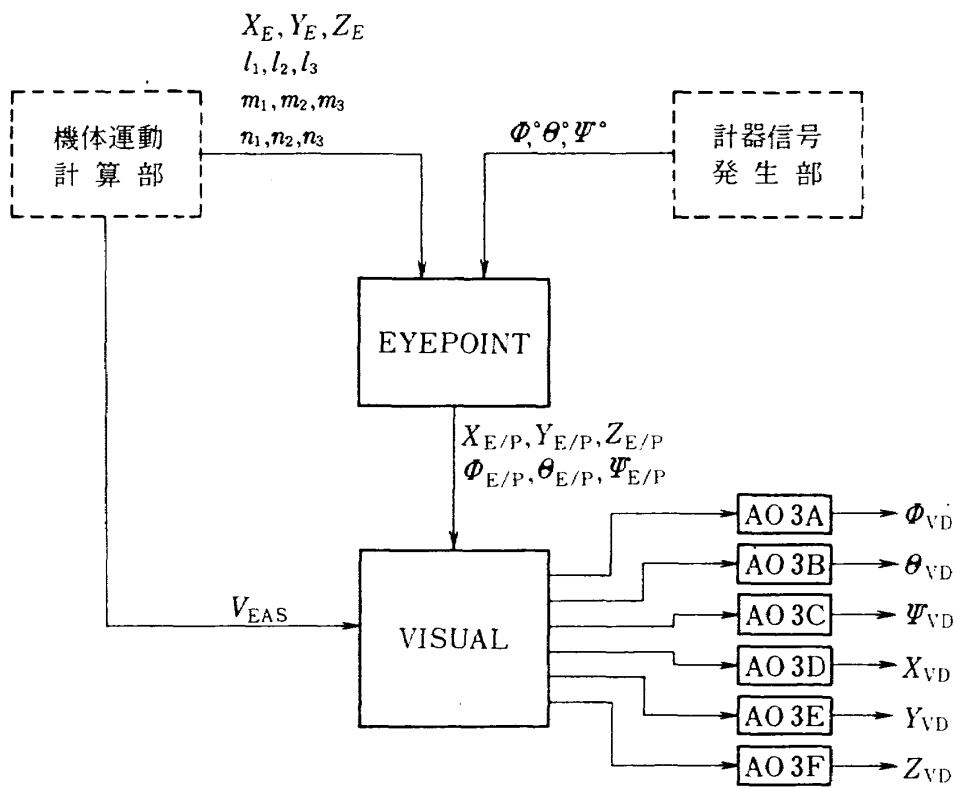 X_E, Y_E, Z_E
l_1, l_2, l_3
m_1, m_2, m_3
n_1, n_2, n_3
機体運動
計算部
Φ°, Θ°, Ψ°
計器信号
発生部
EYEPOINT
X_E/P, Y_E/P, Z_E/P
Φ_E/P, Θ_E/P, Ψ_E/P
V_EAS
VISUAL
AO 3A Φ_VD
AO 3B Θ_VD
AO 3C Ψ_VD
AO 3D X_VD
AO 3E Y_VD
AO 3F Z_VD